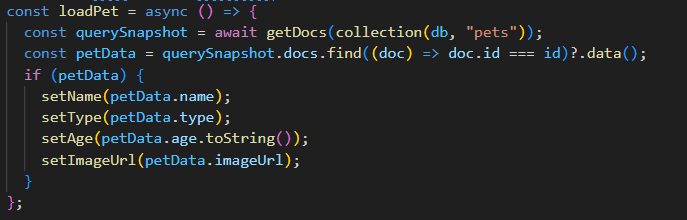 const loadPet = async () => {
  const querySnapshot = await getDocs(collection(db, "pets"));
  const petData = querySnapshot.docs.find((doc) => doc.id === id)?.data();
  if (petData) {
    setName(petData.name);
    setType(petData.type);
    setAge(petData.age.toString());
    setImageUrl(petData.imageUrl);
  }
};